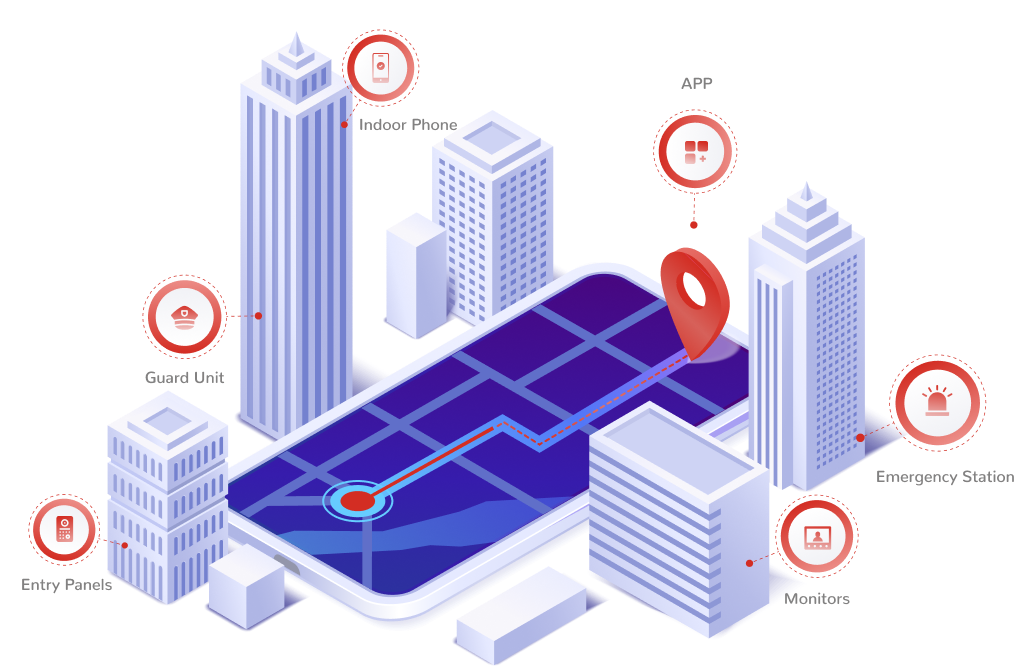 APP
Indoor Phone
Guard Unit
Emergency Station
Entry Panels
Monitors